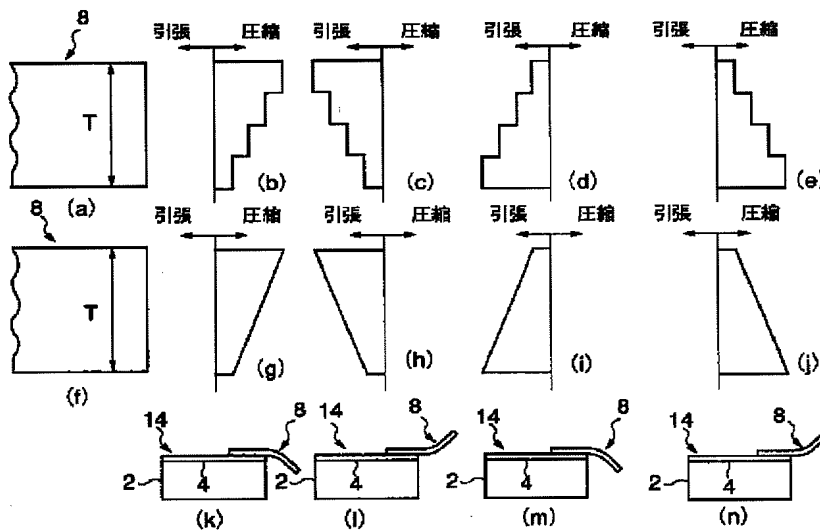 8
引張 圧縮 引張 圧縮 引張 圧縮 引張 圧縮
T
(a) (b) (c) (d) (e)
8
引張 圧縮 引張 圧縮 引張 圧縮 引張 圧縮
T
(f) (g) (h) (i) (j)
14 8 14 8 14 8 14 8
2 4 2 4 2 4 2 4
(k) (l) (m) (n)